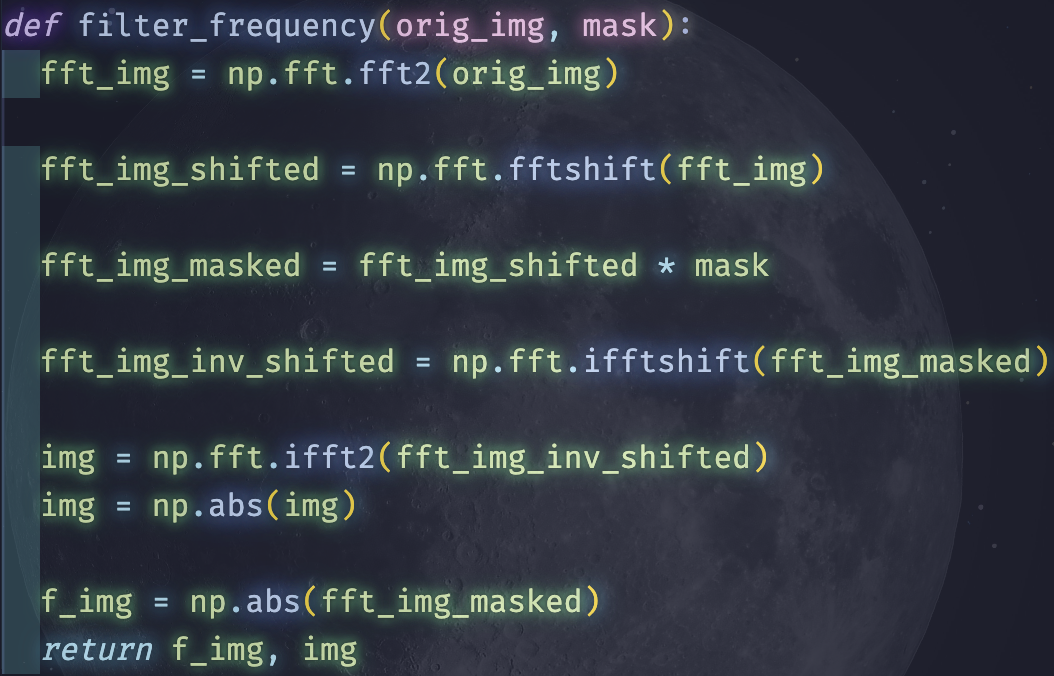 def filter_frequency(orig_img, mask):
fft_img = np.fft.fft2(orig_img)
fft_img_shifted = np.fft.fftshift(fft_img)
fft_img_masked = fft_img_shifted * mask
fft_img_inv_shifted = np.fft.ifftshift(fft_img_masked)
img = np.fft.ifft2(fft_img_inv_shifted)
img = np.abs(img)
f_img = np.abs(fft_img_masked)
return f_img, img